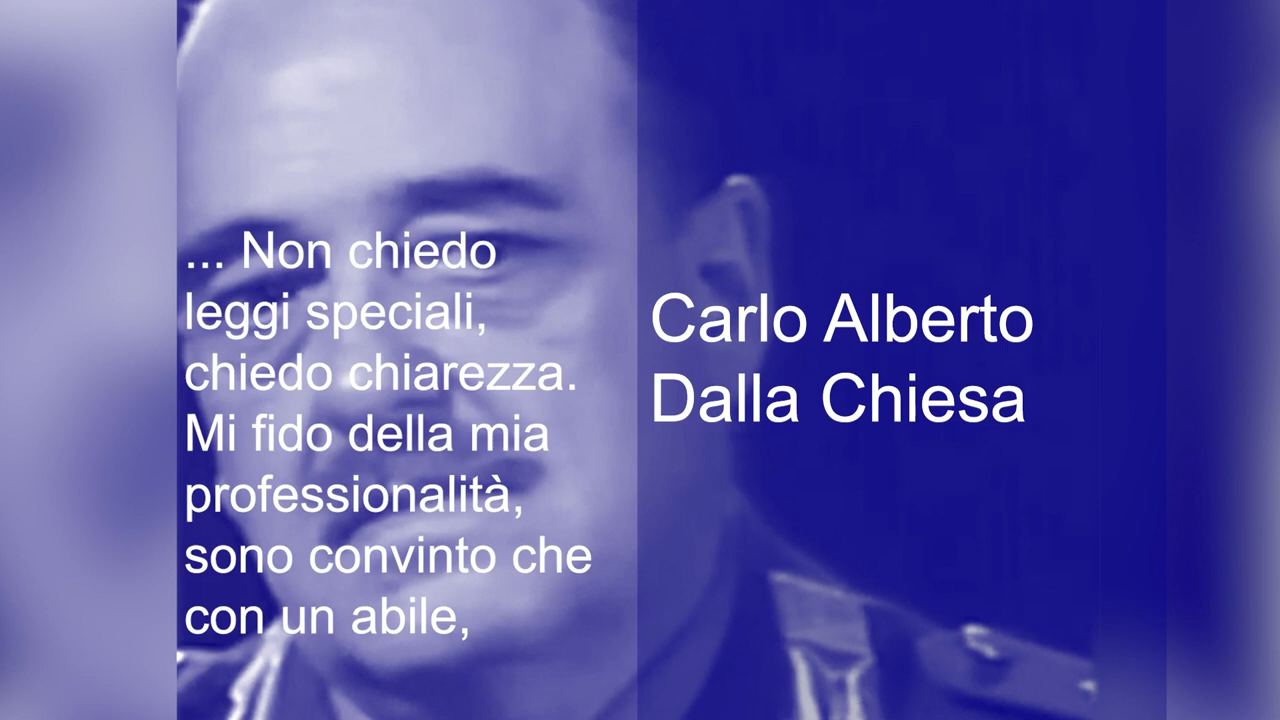 ... Non chiedo
leggi speciali,
chiedo chiarezza.
Mi fido della mia
professionalità,
sono convinto che
con un abile,
Carlo Alberto
Dalla Chiesa